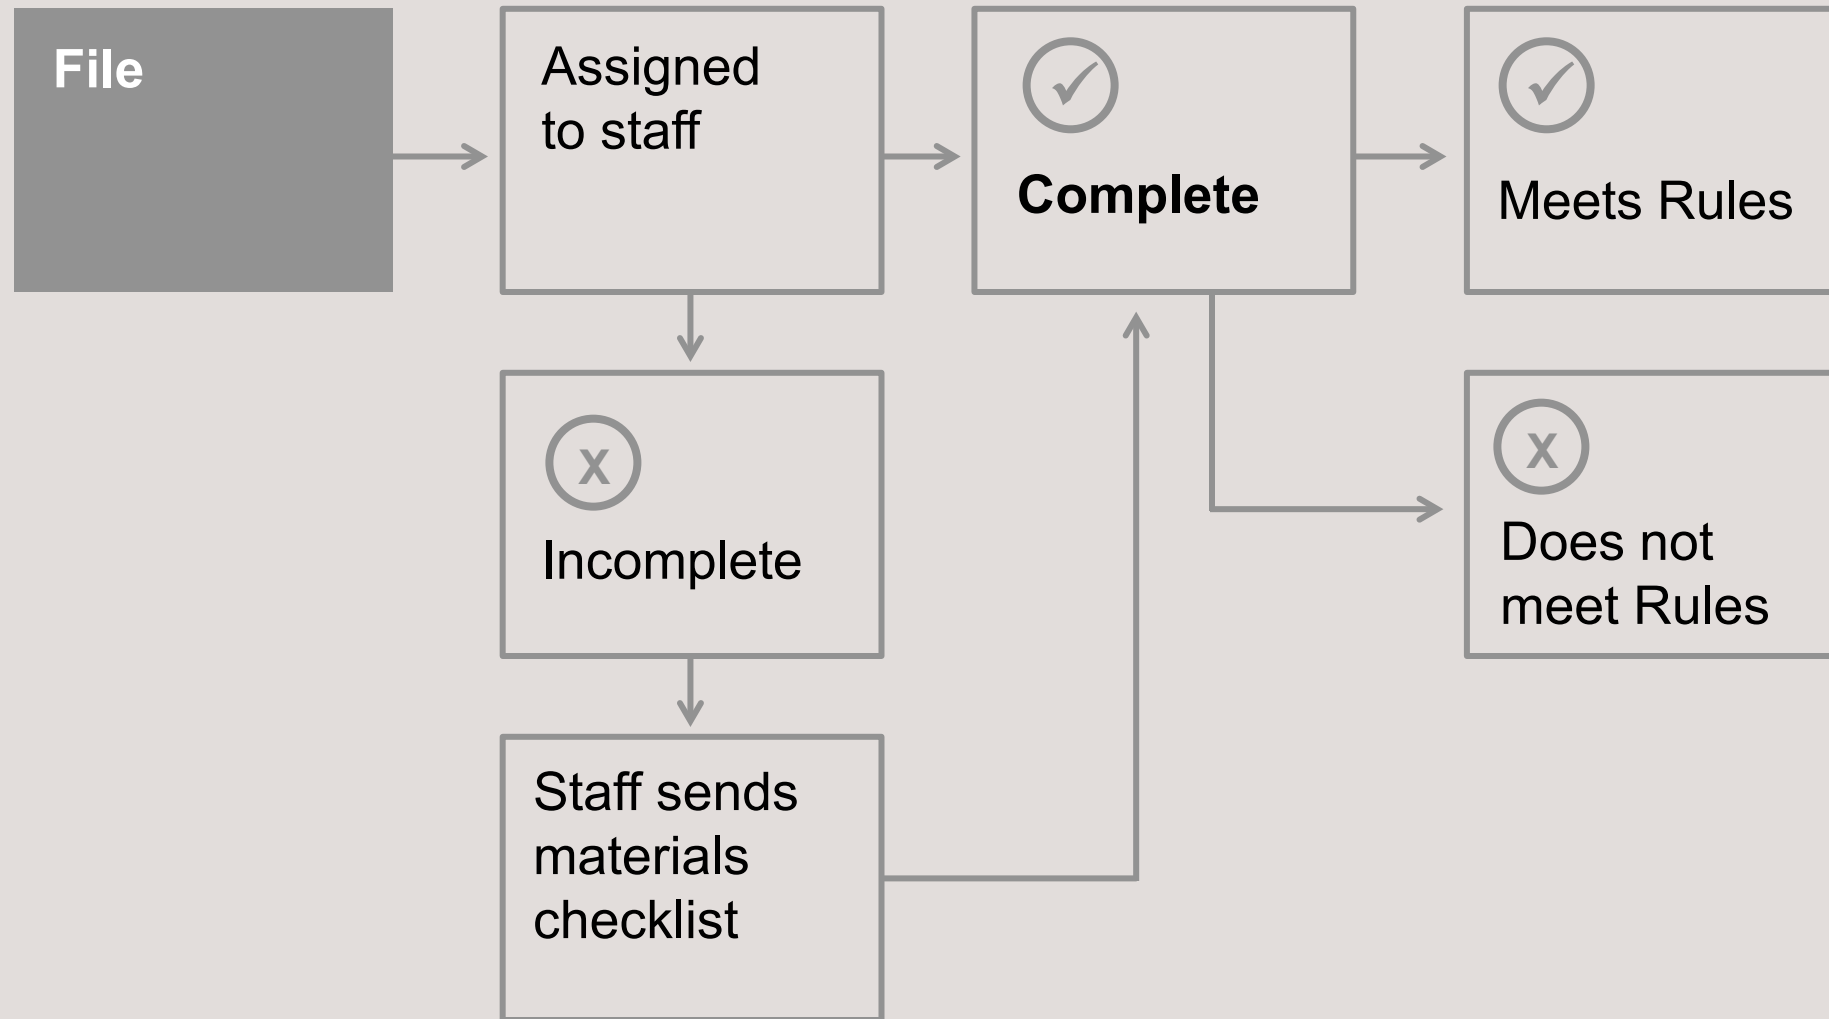 File
Assigned
to staff
✓
Complete
✓
Meets Rules
x
Incomplete
x
Does not
meet Rules
Staff sends
materials
checklist